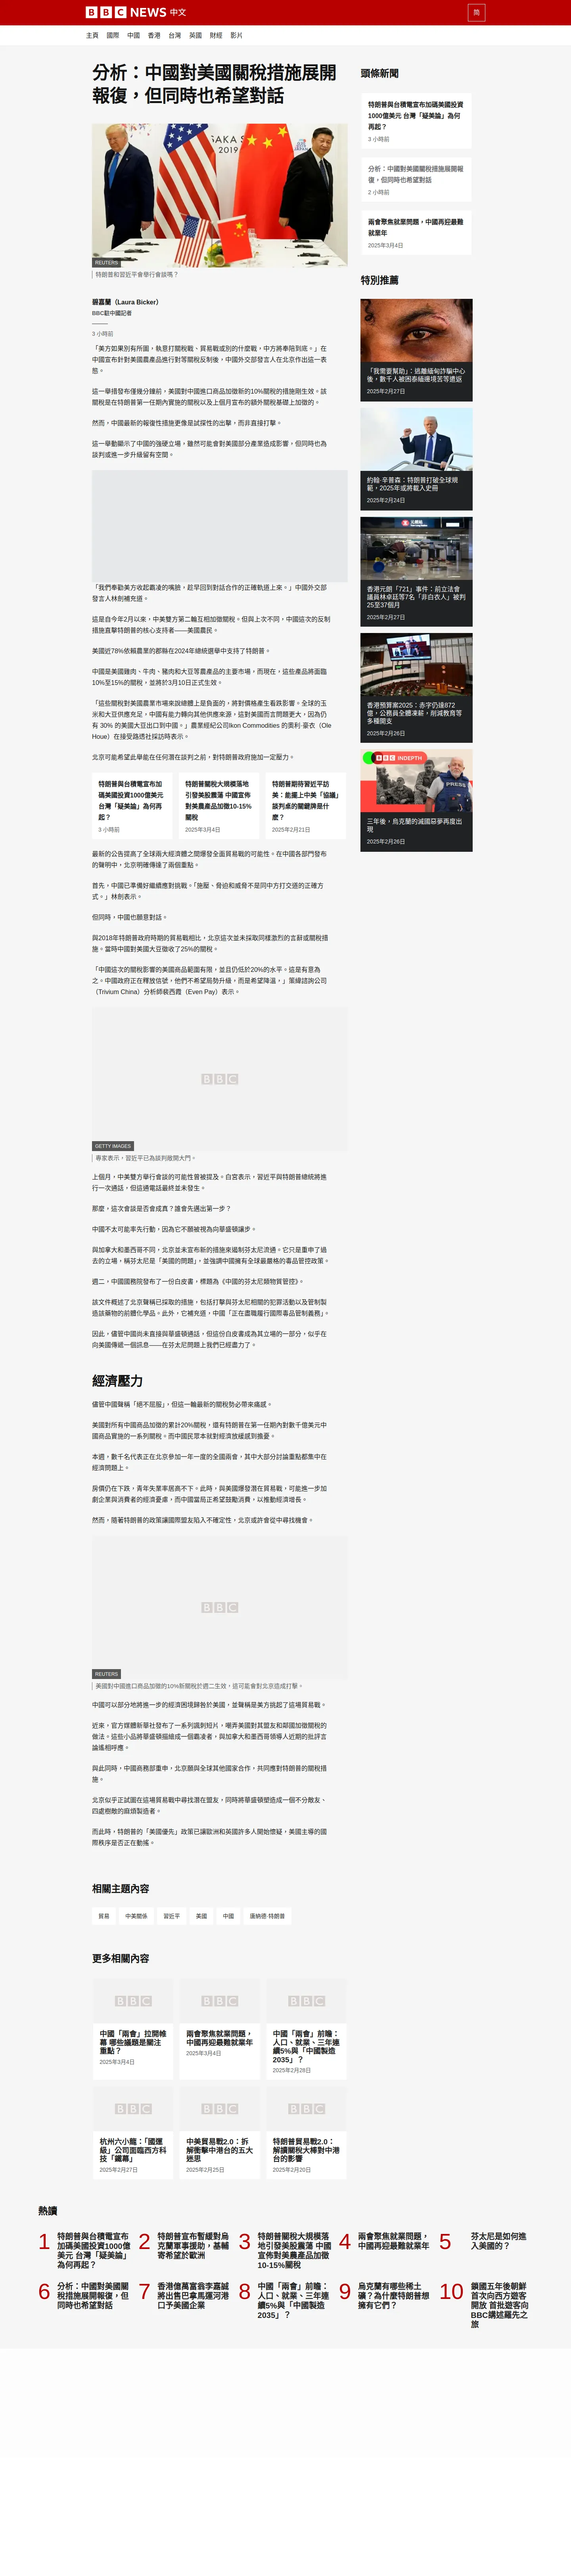 BBC NEWS 中文
简
主頁 國際 中國 香港 台灣 英國 財經 影片
分析：中國對美國關稅措施展開
報復，但同時也希望對話
REUTERS
特朗普和習近平會舉行會談嗎？
碧嘉蘭（Laura Bicker）
BBC駐中國記者
3 小時前
「美方如果別有所圖，執意打關稅戰、貿易戰或別的什麼戰，中方將奉陪到底。」在
中國宣布針對美國農產品進行對等關稅反制後，中國外交部發言人在北京作出這一表
態。
這一舉措發布僅幾分鐘前，美國對中國進口商品加徵新的10%關稅的措施剛生效。該
關稅是在特朗普第一任期內實施的關稅以及上個月宣布的額外關稅基礎上加徵的。
然而，中國最新的報復性措施更像是試探性的出擊，而非直接打擊。
這一舉動顯示了中國的強硬立場，雖然可能會對美國部分產業造成影響，但同時也為
談判或進一步升級留有空間。
「我們奉勸美方收起霸凌的嘴臉，趁早回到對話合作的正確軌道上來。」中國外交部
發言人林劍補充道。
這是自今年2月以來，中美雙方第二輪互相加徵關稅。但與上次不同，中國這次的反制
措施直擊特朗普的核心支持者——美國農民。
美國近78%依賴農業的郡縣在2024年總統選舉中支持了特朗普。
中國是美國雞肉、牛肉、豬肉和大豆等農產品的主要市場，而現在，這些產品將面臨
10%至15%的關稅，並將於3月10日正式生效。
「這些關稅對美國農業市場來說總體上是負面的，將對價格產生看跌影響。全球的玉
米和大豆供應充足，中國有能力轉向其他供應來源，這對美國而言問題更大，因為仍
有 30% 的美國大豆出口到中國。」農業經紀公司Ikon Commodities 的奧利·豪衣（Ole
Houe）在接受路透社採訪時表示。
北京可能希望此舉能在任何潛在談判之前，對特朗普政府施加一定壓力。
特朗普與台積電宣布加
碼美國投資1000億美元
台灣「疑美論」為何再
起？
3 小時前
特朗普關稅大規模落地
引發美股震蕩 中國宣佈
對美農產品加徵10-15%
關稅
2025年3月4日
特朗普期待習近平訪
美：能擺上中美「協議」
談判桌的關鍵牌是什
麽？
2025年2月21日
最新的公告提高了全球兩大經濟體之間爆發全面貿易戰的可能性。在中國各部門發布
的聲明中，北京明確傳達了兩個重點。
首先，中國已準備好繼續應對挑戰。「施壓、脅迫和威脅不是同中方打交道的正確方
式。」林劍表示。
但同時，中國也願意對話。
與2018年特朗普政府時期的貿易戰相比，北京這次並未採取同樣激烈的言辭或關稅措
施。當時中國對美國大豆徵收了25%的關稅。
「中國這次的關稅影響的美國商品範圍有限，並且仍低於20%的水平。這是有意為
之。中國政府正在釋放信號，他們不希望局勢升級，而是希望降溫，」策緯諮詢公司
（Trivium China）分析師裴西霞（Even Pay）表示。
BBC
GETTY IMAGES
專家表示，習近平已為談判敞開大門。
上個月，中美雙方舉行會談的可能性曾被提及。白宮表示，習近平與特朗普總統將進
行一次通話，但這通電話最終並未發生。
那麼，這次會談是否會成真？誰會先邁出第一步？
中國不太可能率先行動，因為它不願被視為向華盛頓讓步。
與加拿大和墨西哥不同，北京並未宣布新的措施來遏制芬太尼流通。它只是重申了過
去的立場，稱芬太尼是「美國的問題」，並強調中國擁有全球最嚴格的毒品管控政策。
週二，中國國務院發布了一份白皮書，標題為《中國的芬太尼類物質管控》。
該文件概述了北京聲稱已採取的措施，包括打擊與芬太尼相關的犯罪活動以及管制製
造該藥物的前體化學品。此外，它補充道，中國「正在盡職履行國際毒品管制義務」。
因此，儘管中國尚未直接與華盛頓通話，但這份白皮書成為其立場的一部分，似乎在
向美國傳遞一個訊息——在芬太尼問題上我們已經盡力了。
經濟壓力
儘管中國聲稱「絕不屈服」，但這一輪最新的關稅勢必帶來痛感。
美國對所有中國商品加徵的累計20%關稅，還有特朗普在第一任期內對數千億美元中
國商品實施的一系列關稅。而中國民眾本就對經濟放緩感到擔憂。
本週，數千名代表正在北京參加一年一度的全國兩會，其中大部分討論重點都集中在
經濟問題上。
房價仍在下跌，青年失業率居高不下。此時，與美國爆發潛在貿易戰，可能進一步加
劇企業與消費者的經濟憂慮，而中國當局正希望鼓勵消費，以推動經濟增長。
然而，隨著特朗普的政策讓國際盟友陷入不確定性，北京或許會從中尋找機會。
BBC
REUTERS
美國對中國進口商品加徵的10%新關稅於週二生效，這可能會對北京造成打擊。
中國可以部分地將進一步的經濟困境歸咎於美國，並聲稱是美方挑起了這場貿易戰。
近來，官方媒體新華社發布了一系列諷刺短片，嘲弄美國對其盟友和鄰國加徵關稅的
做法。這些小品將華盛頓描繪成一個霸凌者，與加拿大和墨西哥領導人近期的批評言
論遙相呼應。
與此同時，中國商務部重申，北京願與全球其他國家合作，共同應對特朗普的關稅措
施。
北京似乎正試圖在這場貿易戰中尋找潛在盟友，同時將華盛頓塑造成一個不分敵友、
四處樹敵的麻煩製造者。
而此時，特朗普的「美國優先」政策已讓歐洲和英國許多人開始懷疑，美國主導的國
際秩序是否正在動搖。
相關主題內容
貿易 中美關係 習近平 美國 中國 唐納德·特朗普
更多相關內容
BBC
中國「兩會」拉開帷
幕 哪些議題是關注
重點？
2025年3月4日
BBC
兩會聚焦就業問題，
中國再迎最難就業年
2025年3月4日
BBC
中國「兩會」前瞻：
人口、就業、三年連
續5%與「中國製造
2035」？
2025年2月28日
BBC
杭州六小龍：「國運
級」公司面臨西方科
技「鐵幕」
2025年2月27日
BBC
中美貿易戰2.0：拆
解衝擊中港台的五大
迷思
2025年2月25日
BBC
特朗普貿易戰2.0：
解讀關稅大棒對中港
台的影響
2025年2月20日
頭條新聞
特朗普與台積電宣布加碼美國投資
1000億美元 台灣「疑美論」為何
再起？
3 小時前
分析：中國對美國關稅措施展開報
復，但同時也希望對話
2 小時前
兩會聚焦就業問題，中國再迎最難
就業年
2025年3月4日
特別推薦
「我需要幫助」：逃離緬甸詐騙中心
後，數千人被困泰緬邊境苦等遣返
2025年2月27日
約翰·辛普森：特朗普打破全球規
範，2025年或將載入史冊
2025年2月24日
香港元朗「721」事件：前立法會
議員林卓廷等7名「非白衣人」被判
25至37個月
2025年2月27日
香港預算案2025：赤字仍達872
億，公務員全體凍薪，削減教育等
多種開支
2025年2月26日
BBC INDEPTH
PRESS
三年後，烏克蘭的滅國惡夢再度出
現
2025年2月26日
熱讀
1
特朗普與台積電宣布
加碼美國投資1000億
美元 台灣「疑美論」
為何再起？
2
特朗普宣布暫緩對烏
克蘭軍事援助，基輔
寄希望於歐洲
3
特朗普關稅大規模落
地引發美股震蕩 中國
宣佈對美農產品加徵
10-15%關稅
4
兩會聚焦就業問題，
中國再迎最難就業年
5
芬太尼是如何進
入美國的？
6
分析：中國對美國關
稅措施展開報復，但
同時也希望對話
7
香港億萬富翁李嘉誠
將出售巴拿馬運河港
口予美國企業
8
中國「兩會」前瞻：
人口、就業、三年連
續5%與「中國製造
2035」？
9
烏克蘭有哪些稀土
礦？為什麼特朗普想
擁有它們？
10
鎖國五年後朝鮮
首次向西方遊客
開放 首批遊客向
BBC講述羅先之
旅